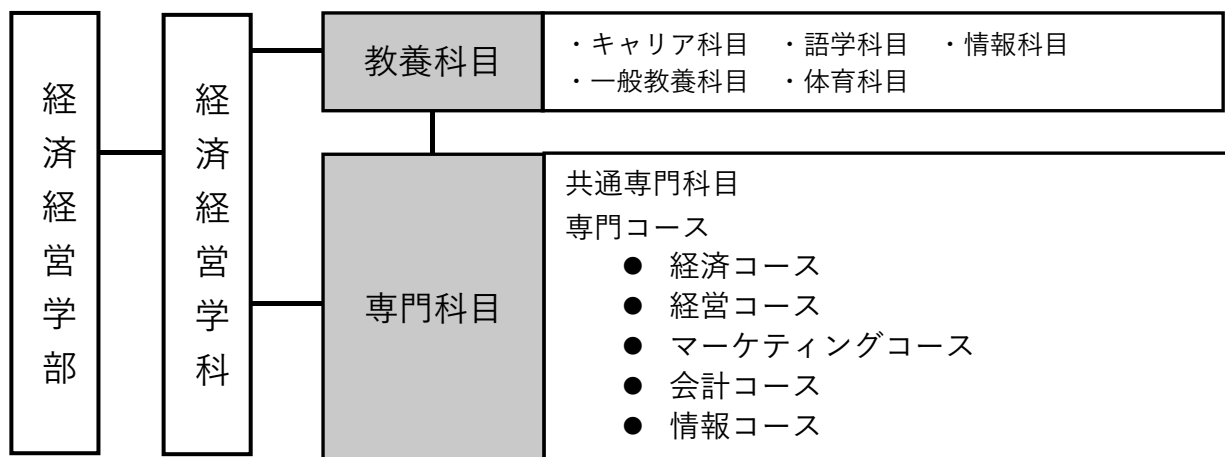 経済経営学部
経済経営学科
教養科目
・キャリア科目 ・語学科目 ・情報科目
・一般教養科目 ・体育科目
専門科目
共通専門科目
専門コース
● 経済コース
● 経営コース
● マーケティングコース
● 会計コース
● 情報コース